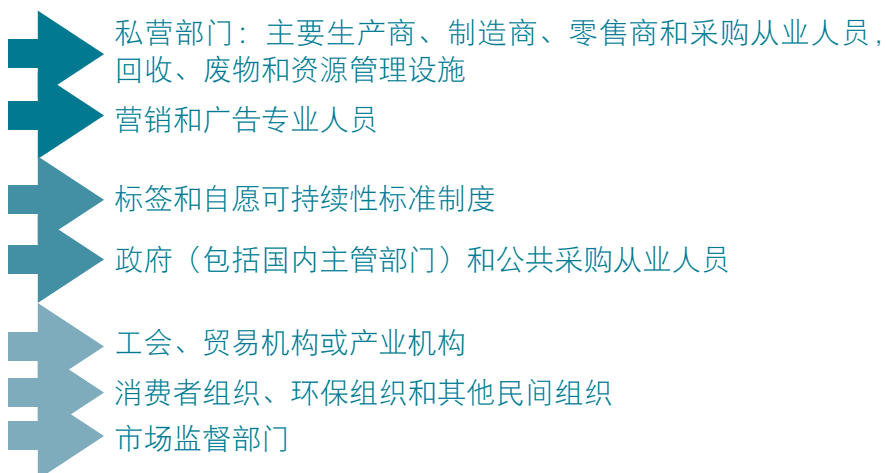 私营部门：主要生产商、制造商、零售商和采购从业人员，
回收、废物和资源管理设施
营销和广告专业人员
标签和自愿可持续性标准制度
政府（包括国内主管部门）和公共采购从业人员
工会、贸易机构或产业机构
消费者组织、环保组织和其他民间组织
市场监督部门